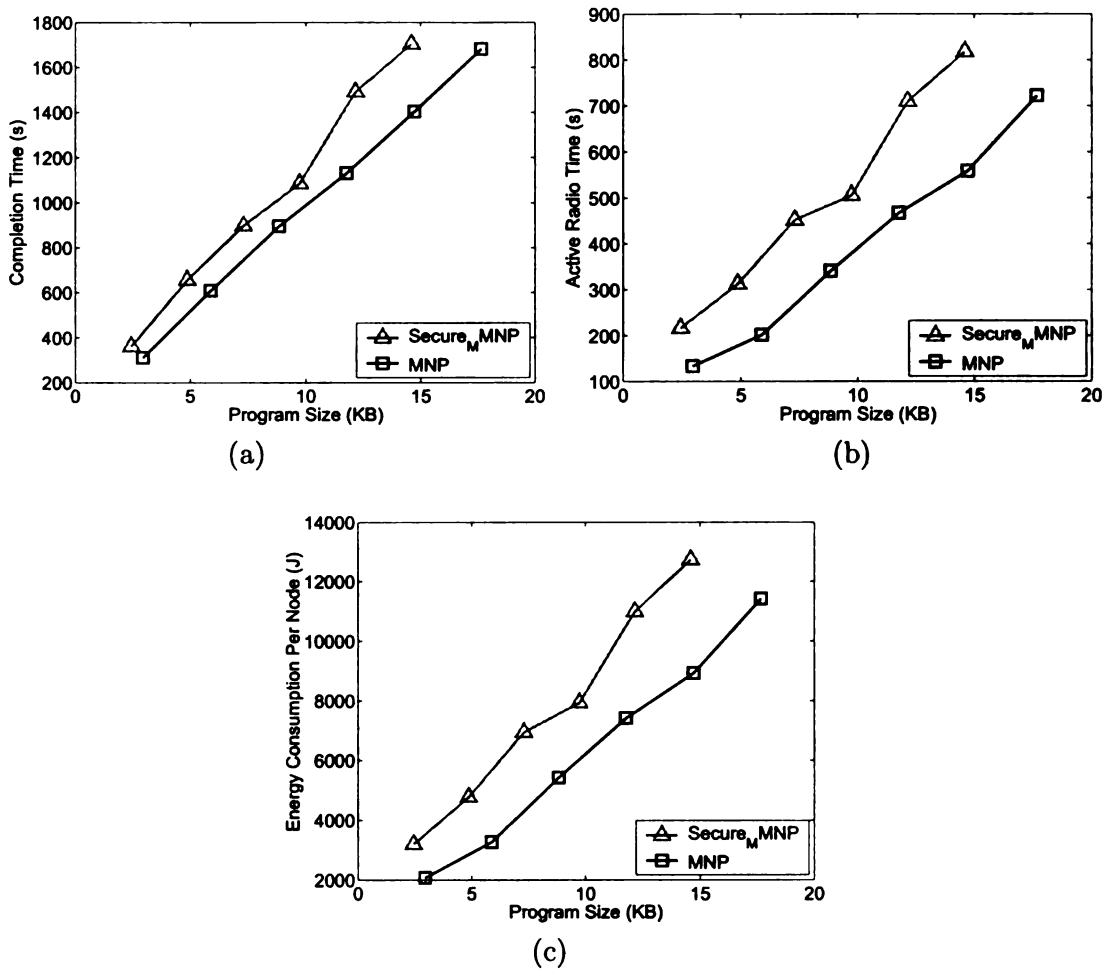 1800
1600
1400
1200
1000
800
600
400
200
0
5
10
15
20
Completion Time (s)
Program Size (KB)
Secure_MMNP
MNP
(a)
900
800
700
600
500
400
300
200
100
0
5
10
15
20
Active Radio Time (s)
Program Size (KB)
Secure_MMNP
MNP
(b)
14000
12000
10000
8000
6000
4000
2000
0
5
10
15
20
Energy Consumption Per Node (J)
Program Size (KB)
Secure_MMNP
MNP
(c)